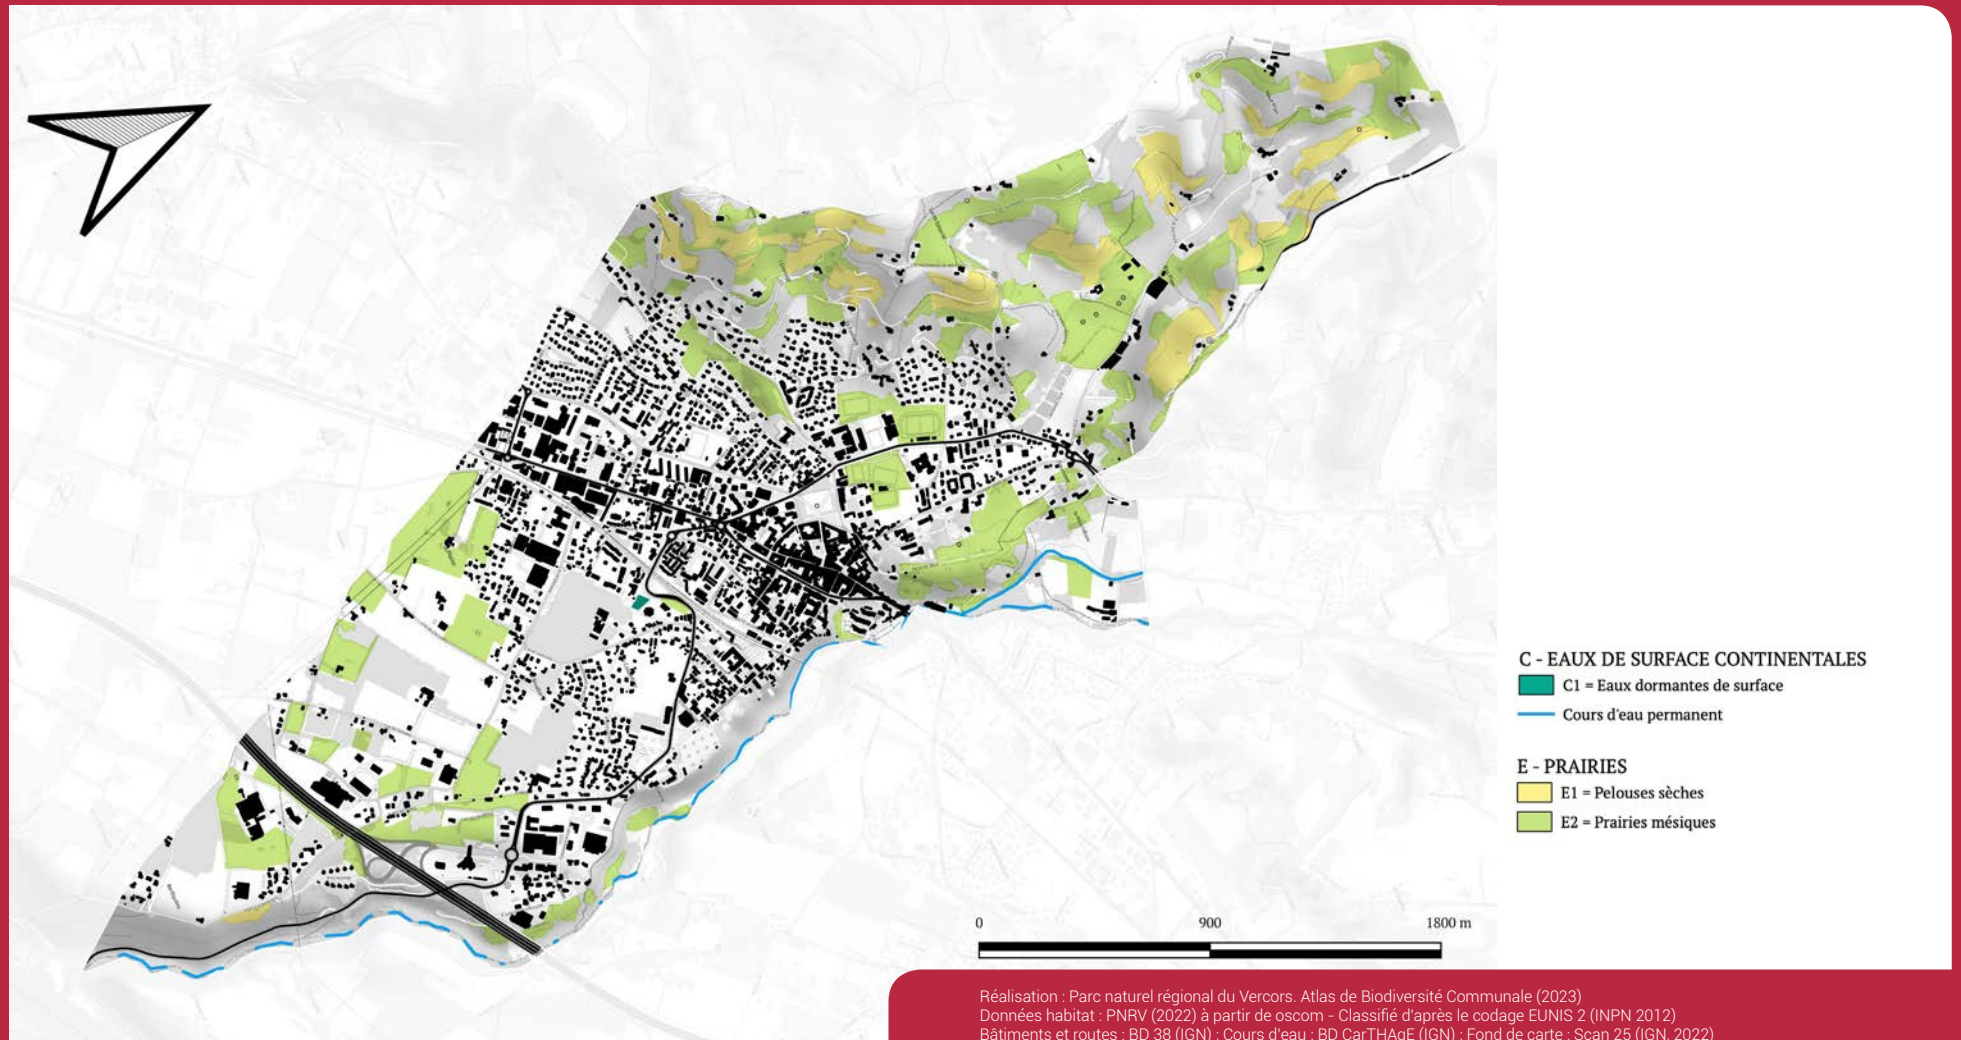 C - EAUX DE SURFACE CONTINENTALES
C1 = Eaux dormantes de surface
Cours d'eau permanent
E - PRAIRIES
E1 = Pelouses sèches
E2 = Prairies mésiques
0 900 1800 m
Réalisation : Parc naturel régional du Vercors. Atlas de Biodiversité Communale (2023)
Données habitat : PNRV (2022) à partir de oscom - Classifié d'après le codage EUNIS 2 (INPN 2012)
Bâtiments et routes : BD 38 (IGN) ; Cours d'eau : BD CarTHAgE (IGN) ; Fond de carte : Scan 25 (IGN, 2022)